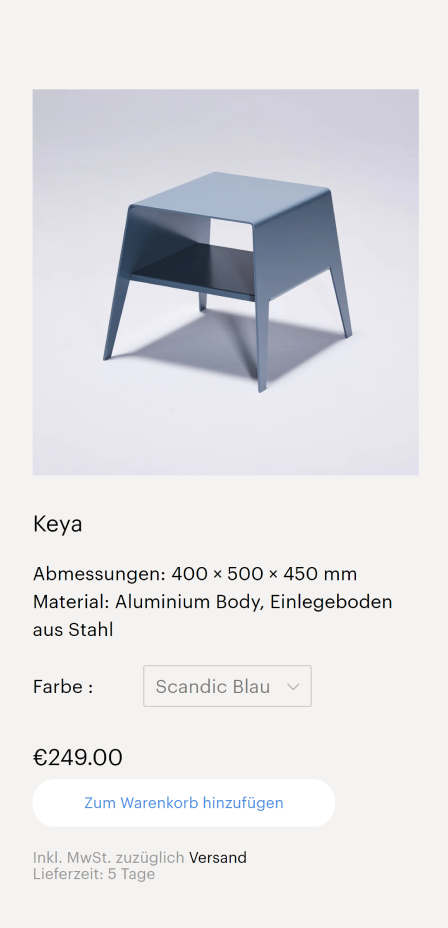 Keya
Abmessungen: 400 × 500 × 450 mm
Material: Aluminium Body, Einlegeboden
aus Stahl
Farbe : Scandic Blau
€249.00
Zum Warenkorb hinzufügen
Inkl. MwSt. zuzüglich Versand
Lieferzeit: 5 Tage